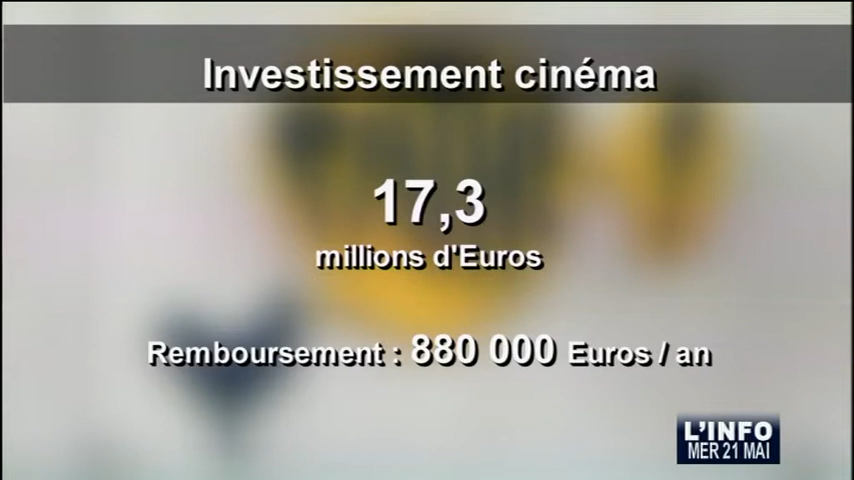 Investissement cinéma
17,3
millions d'Euros
Remboursement : 880 000 Euros / an
L'INFO
MER 21 MAI